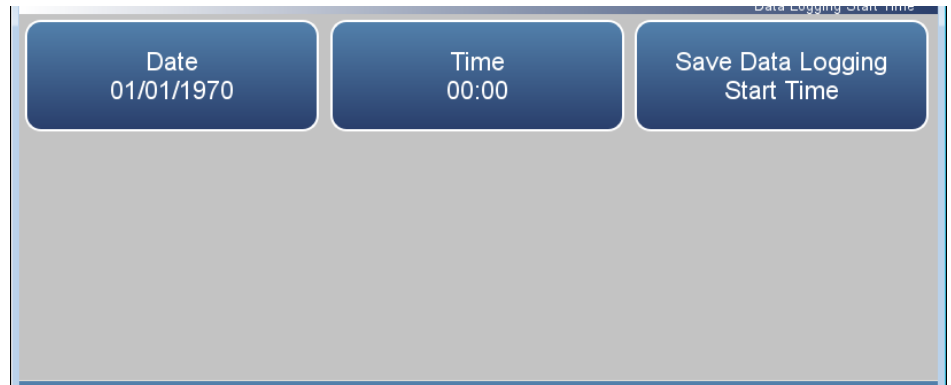 Data Logging Start Time
Date
01/01/1970
Time
00:00
Save Data Logging
Start Time